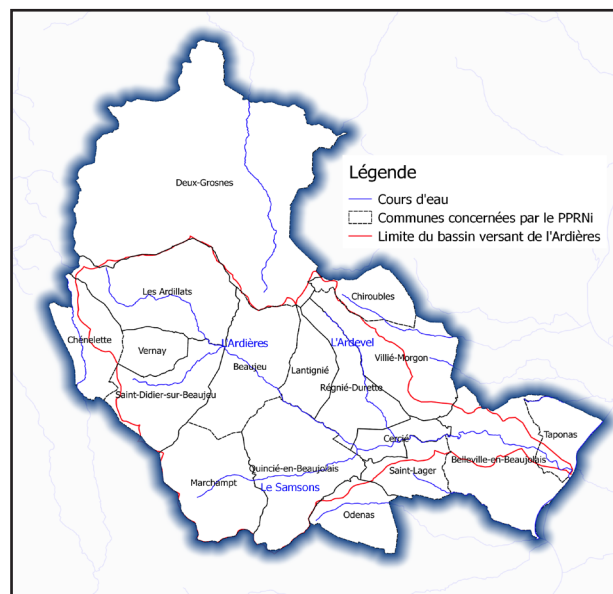 Deux-Grosnes
Légende
Cours d'eau
Communes concernées par le PPRNi
Limite du bassin versant de l'Ardières
Les Ardillats
Chiroubles
Chénelette
Vernay
L'Ardières
L'Ardevel
Villié-Morgon
Beaujeu
Lantignié
Régnié-Durette
Saint-Didier-sur-Beaujeu
Cercié
Taponas
Belleville-en-Beaujolais
Quincié-en-Beaujolais
Saint-Lager
Marchampt
Le Samsons
Odenas